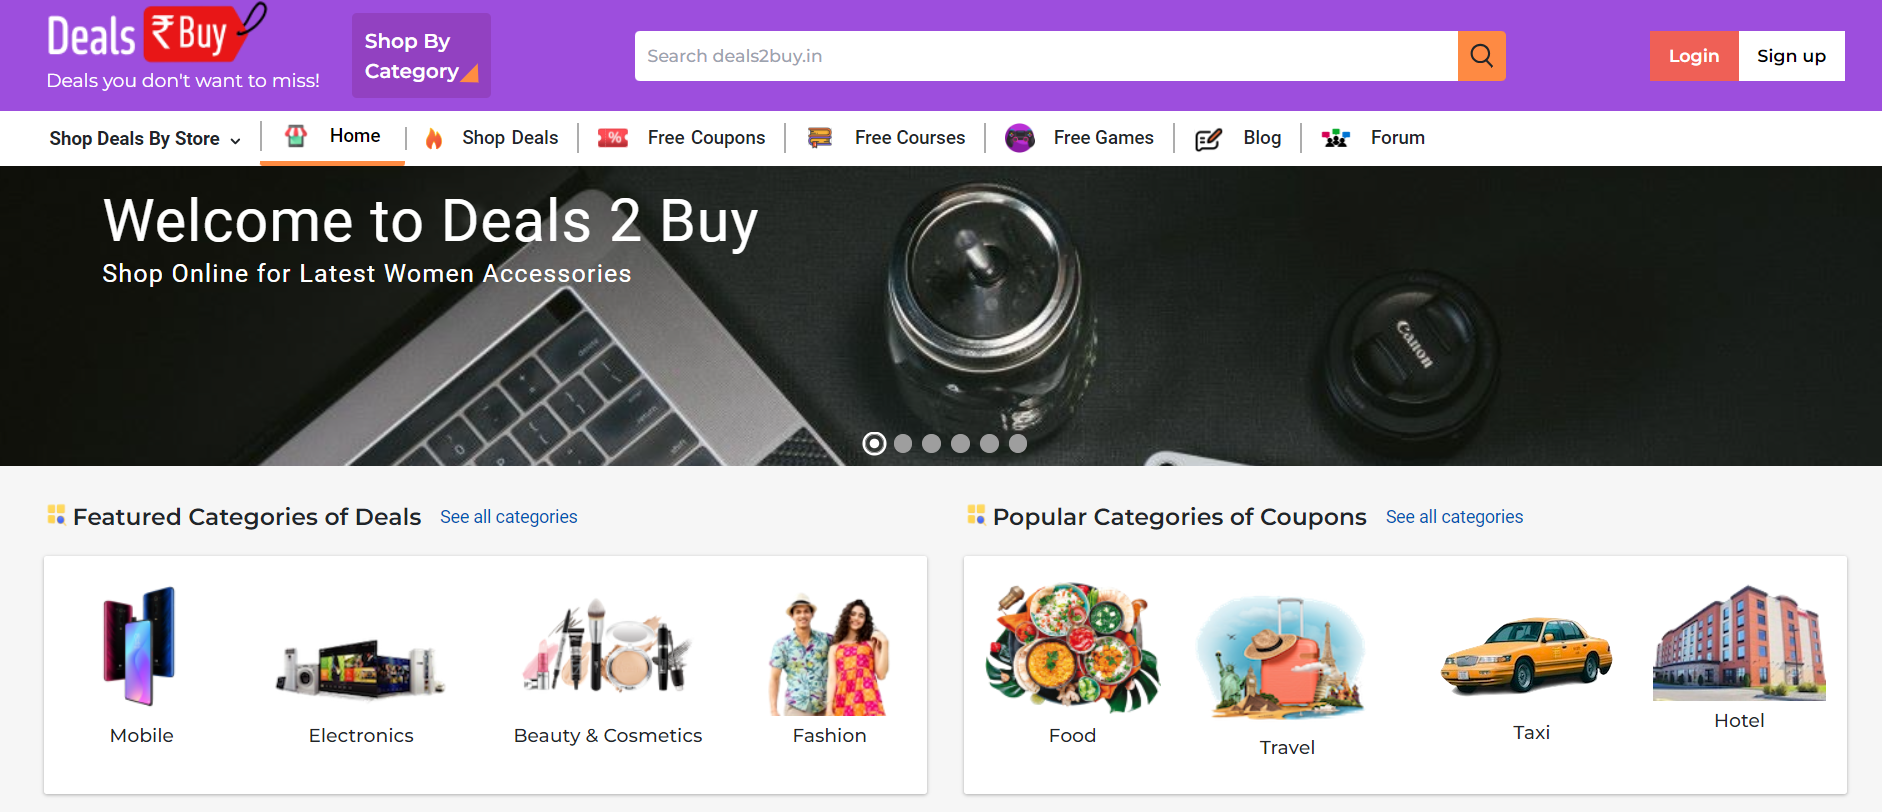 Deals ₹ Buy
Deals you don't want to miss!
Shop By
Category
Search deals2buy.in
Login
Sign up
Shop Deals By Store
Home
Shop Deals
%
Free Coupons
Free Courses
Free Games
Blog
Forum
Welcome to Deals 2 Buy
Shop Online for Latest Women Accessories
delete
return
shift
Canon
Featured Categories of Deals
See all categories
Popular Categories of Coupons
See all categories
Mobile
Electronics
Beauty & Cosmetics
Fashion
Food
Travel
Taxi
Hotel